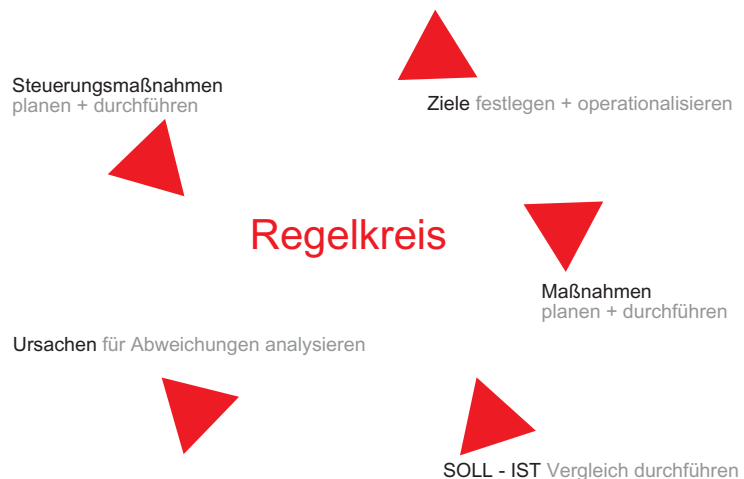 Steuerungsmaßnahmen
planen + durchführen
Ziele festlegen + operationalisieren
Regelkreis
Maßnahmen
planen + durchführen
Ursachen für Abweichungen analysieren
SOLL - IST Vergleich durchführen